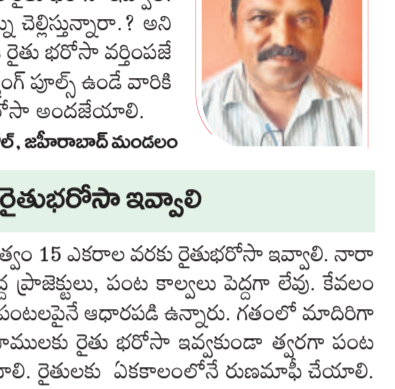 చెల్లిస్తున్నారా.? అని
రైతు భరోసా వర్తింపజే
పూల్స్ ఉండే వారికి
అందజేయాలి.
జహీరాబాద్ మండలం
రైతుభరోసా ఇవ్వాలి
15 ఎకరాల వరకు రైతుభరోసా ఇవ్వాలి. నారా
ప్రాజెక్టులు, పంట కాల్వలు పెద్దగా లేవు. కేవలం
పంటలపైనే ఆధారపడి ఉన్నారు. గతంలో మాదిరిగా
రైతు భరోసా ఇవ్వకుండా త్వరగా పంట
రైతులకు ఏకకాలంలోనే రుణమాఫీ చేయాలి.